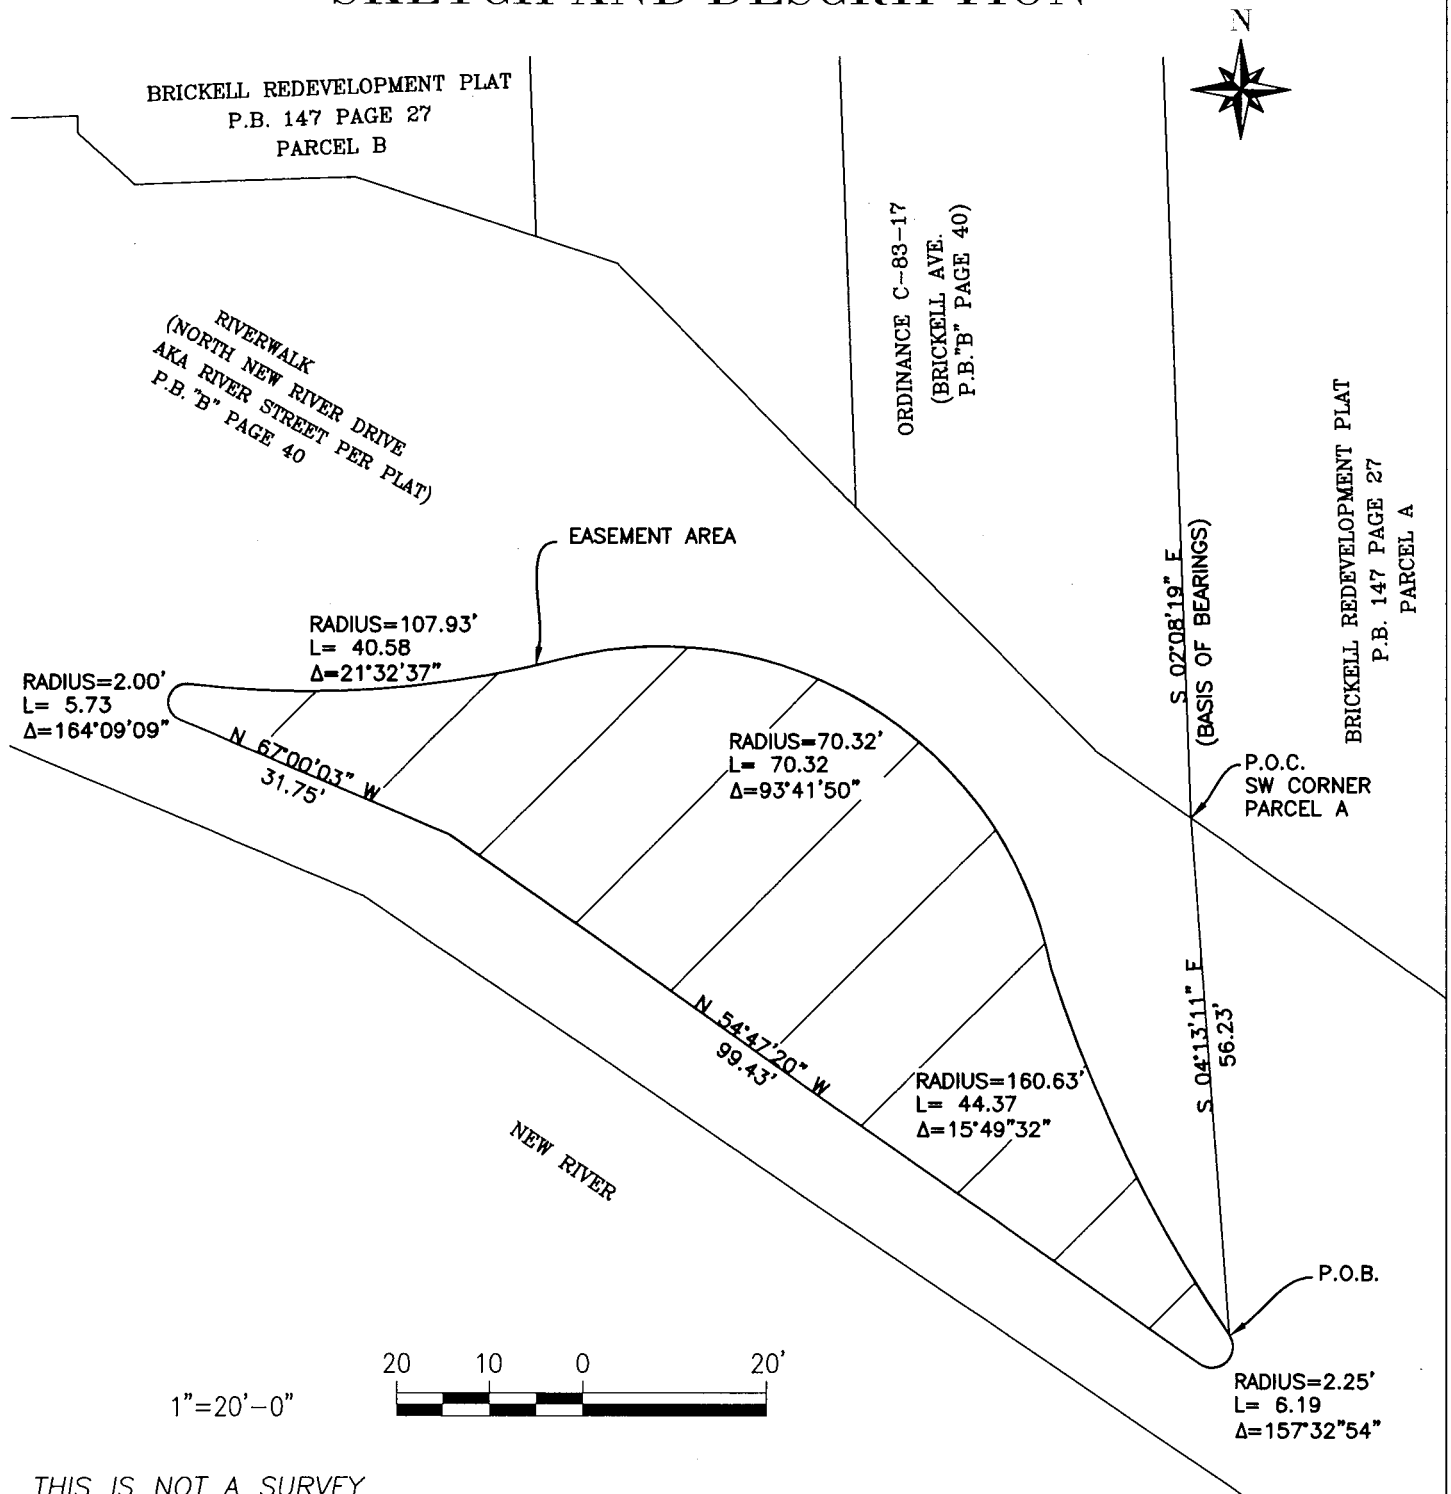 SKETCH AND DESCRIPTION
N
BRICKELL REDEVELOPMENT PLAT
P.B. 147 PAGE 27
PARCEL B
ORDINANCE C-83-17
(BRICKELL AVE.
P.B."B" PAGE 40)
RIVERWALK
(NORTH NEW RIVER DRIVE
AKA RIVER STREET PER PLAT)
P.B. "B" PAGE 40
BRICKELL REDEVELOPMENT PLAT
P.B. 147 PAGE 27
PARCEL A
S 02°08'19" E
(BASIS OF BEARINGS)
EASEMENT AREA
RADIUS=107.93'
L= 40.58
Δ=21°32'37"
RADIUS=2.00'
L= 5.73
Δ=164°09'09"
N 67°00'03" W
31.75'
RADIUS=70.32'
L= 70.32
Δ=93°41'50"
P.O.C.
SW CORNER
PARCEL A
S 04°13'11" E
56.23'
N 54°47'20" W
99.43'
RADIUS=160.63'
L= 44.37
Δ=15°49"32"
NEW RIVER
P.O.B.
RADIUS=2.25'
L= 6.19
Δ=157°32"54"
20 10 0 20'
1"=20'-0"
THIS IS NOT A SURVEY